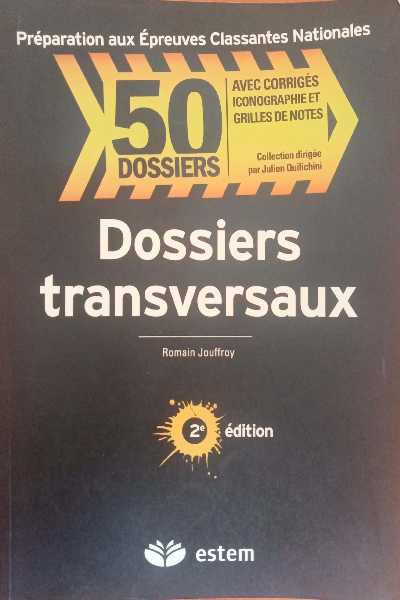 Préparation aux Épreuves Classantes Nationales
50
DOSSIERS
AVEC CORRIGÉS
ICONOGRAPHIE ET
GRILLES DE NOTES
Collection dirigée
par Julien Quilichini
Dossiers
transversaux
Romain Jouffroy
2e édition
estem